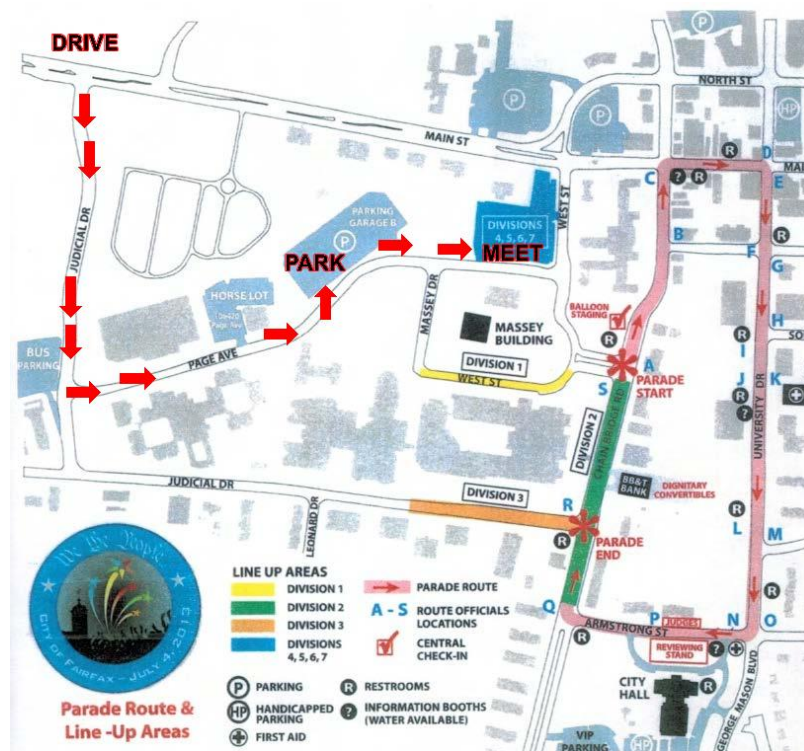 DRIVE
P
P
P
HP
NORTH ST
MAIN ST
WEST ST
JUDICIAL DR
PARKING
GARAGE B
P
PARK
DIVISIONS
4, 5, 6, 7
MEET
C
?
R
D
E
B
F
R
G
HORSE LOT
Page Ave
BUS
PARKING
PAGE AVE
MASSEY DR
MASSEY
BUILDING
BALLOON
STAGING
R
DIVISION 1
WEST ST
A
S
PARADE
START
H
R
I
J
K
R
?
UNIVERSITY DR
DIVISION 2
CHAIN BRIDGE RD
BB&T
BANK
DIGNITARY
CONVERTIBLES
JUDICIAL DR
LEONARD DR
DIVISION 3
R
R
PARADE
END
R
L
M
We the People
CITY OF FAIRFAX – JULY 4, 2013
Parade Route &
Line -Up Areas
LINE UP AREAS
DIVISION 1
DIVISION 2
DIVISION 3
DIVISIONS
4, 5, 6, 7
PARADE ROUTE
A - S ROUTE OFFICIALS
LOCATIONS
CENTRAL
CHECK-IN
P PARKING
HP HANDICAPPED
PARKING
FIRST AID
R RESTROOMS
? INFORMATION BOOTHS
(WATER AVAILABLE)
Q
R
ARMSTRONG ST
P
JUDGES
N
O
R
REVIEWING
STAND
?
CITY
HALL
R
GEORGE MASON BLVD
VIP
PARKING
HP